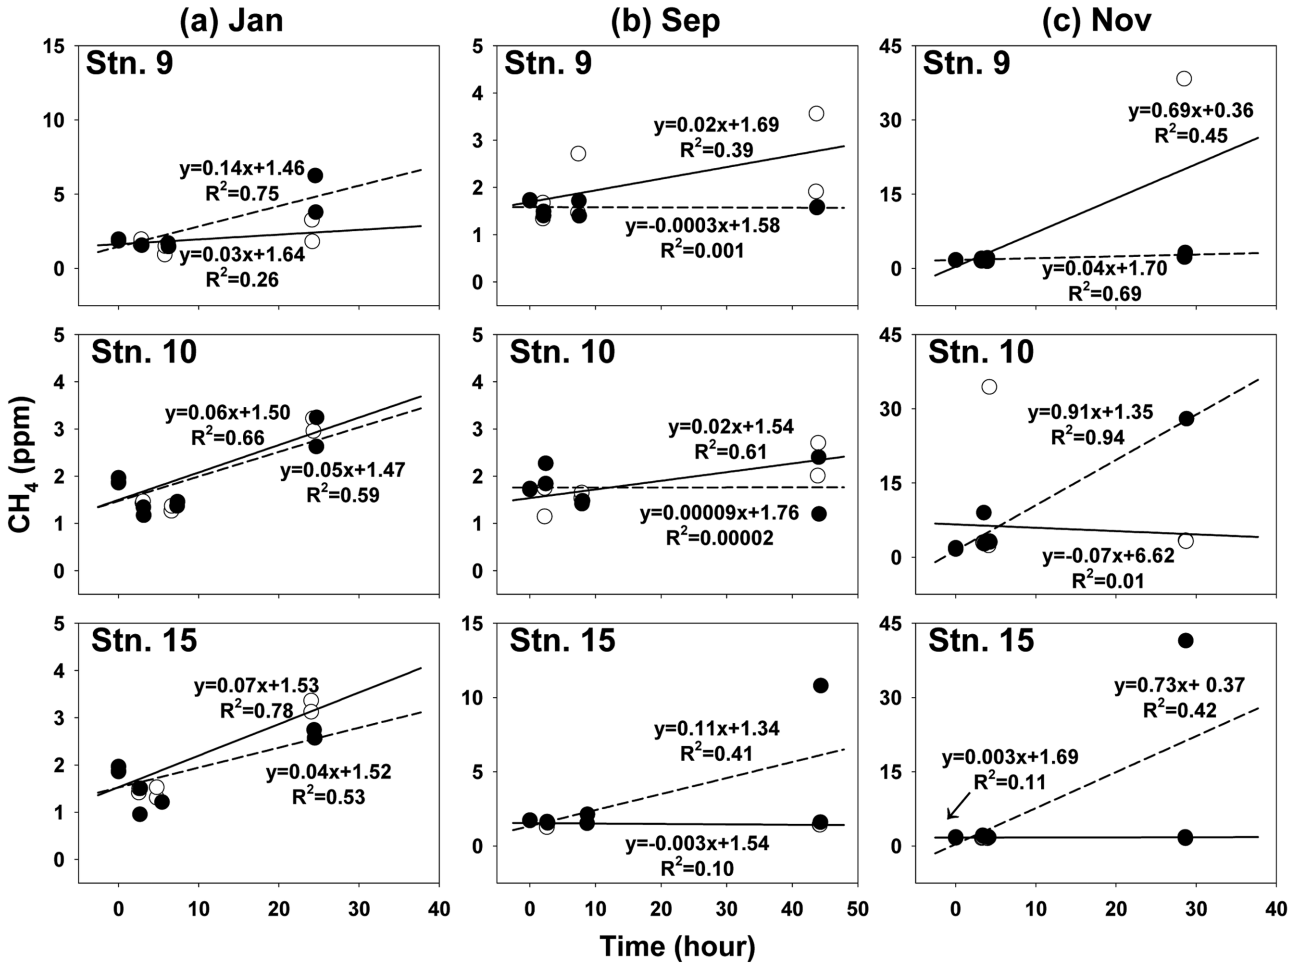 (a) Jan
(b) Sep
(c) Nov
CH4 (ppm)
Stn. 9
15
10
5
0
y=0.14x+1.46
R2=0.75
y=0.03x+1.64
R2=0.26
Stn. 9
5
4
3
2
1
0
y=0.02x+1.69
R2=0.39
y=-0.0003x+1.58
R2=0.001
Stn. 9
45
30
15
0
y=0.69x+0.36
R2=0.45
y=0.04x+1.70
R2=0.69
Stn. 10
5
4
3
2
1
0
y=0.06x+1.50
R2=0.66
y=0.05x+1.47
R2=0.59
Stn. 10
5
4
3
2
1
0
y=0.02x+1.54
R2=0.61
y=0.00009x+1.76
R2=0.00002
Stn. 10
45
30
15
0
y=0.91x+1.35
R2=0.94
y=-0.07x+6.62
R2=0.01
Stn. 15
5
4
3
2
1
0
y=0.07x+1.53
R2=0.78
y=0.04x+1.52
R2=0.53
0 10 20 30 40
Stn. 15
15
10
5
0
y=0.11x+1.34
R2=0.41
y=-0.003x+1.54
R2=0.10
0 10 20 30 40 50
Stn. 15
45
30
15
0
y=0.73x+ 0.37
R2=0.42
y=0.003x+1.69
R2=0.11
0 10 20 30 40
Time (hour)